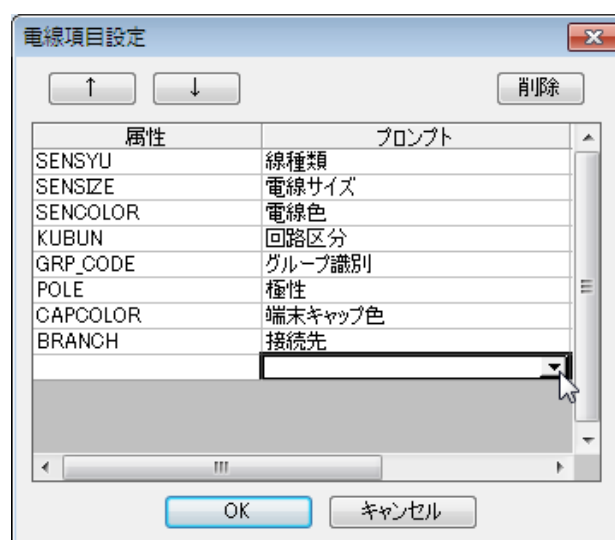 電線項目設定
↑ ↓ 削除
属性 プロンプト
SENSYU 線種類
SENSIZE 電線サイズ
SENCOLOR 電線色
KUBUN 回路区分
GRP_CODE グループ識別
POLE 極性
CAPCOLOR 端末キャップ色
BRANCH 接続先
OK キャンセル